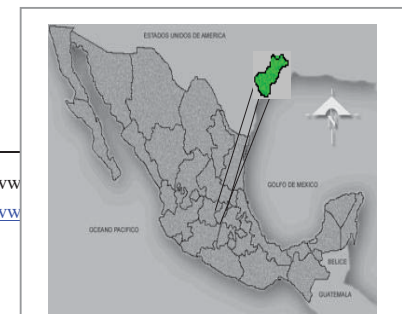 ESTADOS UNIDOS DE AMERICA
N
GOLFO DE MEXICO
OCEANO PACIFICO
BELICE
GUATEMALA